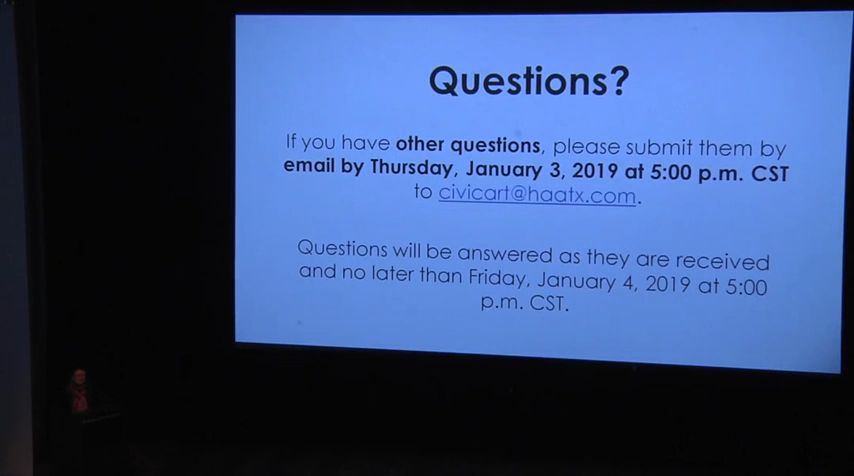 Questions?
If you have other questions, please submit them by
email by Thursday, January 3, 2019 at 5:00 p.m. CST
to civicart@haatx.com.
Questions will be answered as they are received
and no later than Friday, January 4, 2019 at 5:00
p.m. CST.